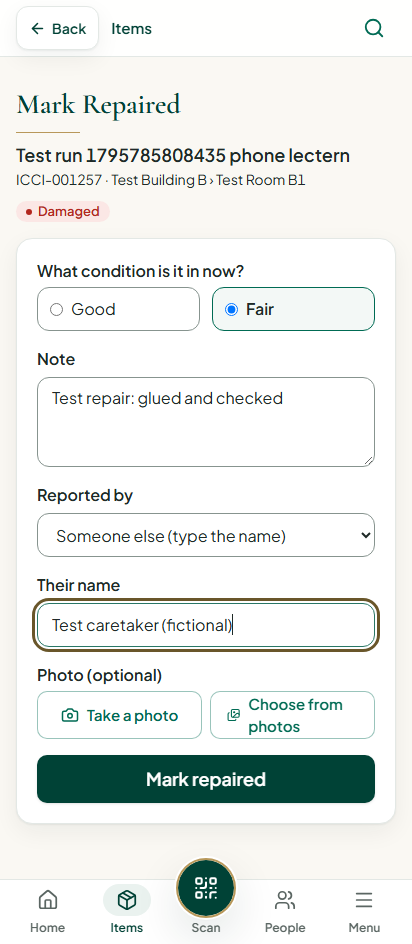 Back
Items
Mark Repaired
Test run 1795785808435 phone lectern
ICCI-001257 · Test Building B › Test Room B1
Damaged
What condition is it in now?
Good
Fair
Note
Test repair: glued and checked
Reported by
Someone else (type the name)
Their name
Test caretaker (fictional)
Photo (optional)
Take a photo
Choose from
photos
Mark repaired
Home
Items
Scan
People
Menu